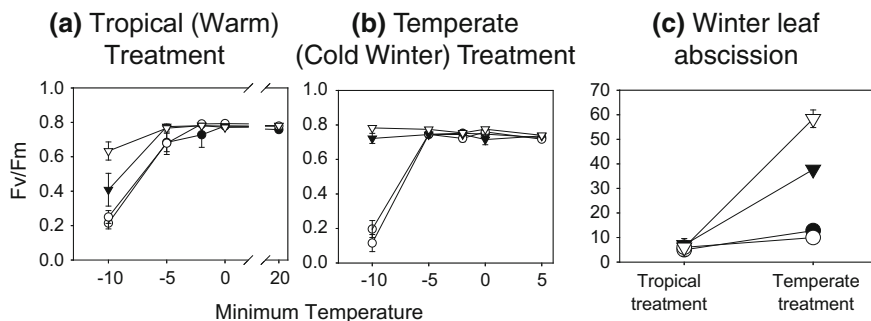 (a) Tropical (Warm)
Treatment
(b) Temperate
(Cold Winter) Treatment
(c) Winter leaf
abscission
Fv/Fm
1.0
0.8
0.6
0.4
0.2
0.0
-10
-5
0
20
1.0
0.8
0.6
0.4
0.2
0.0
-10
-5
0
5
Minimum Temperature
70
60
50
40
30
20
10
0
Tropical
treatment
Temperate
treatment